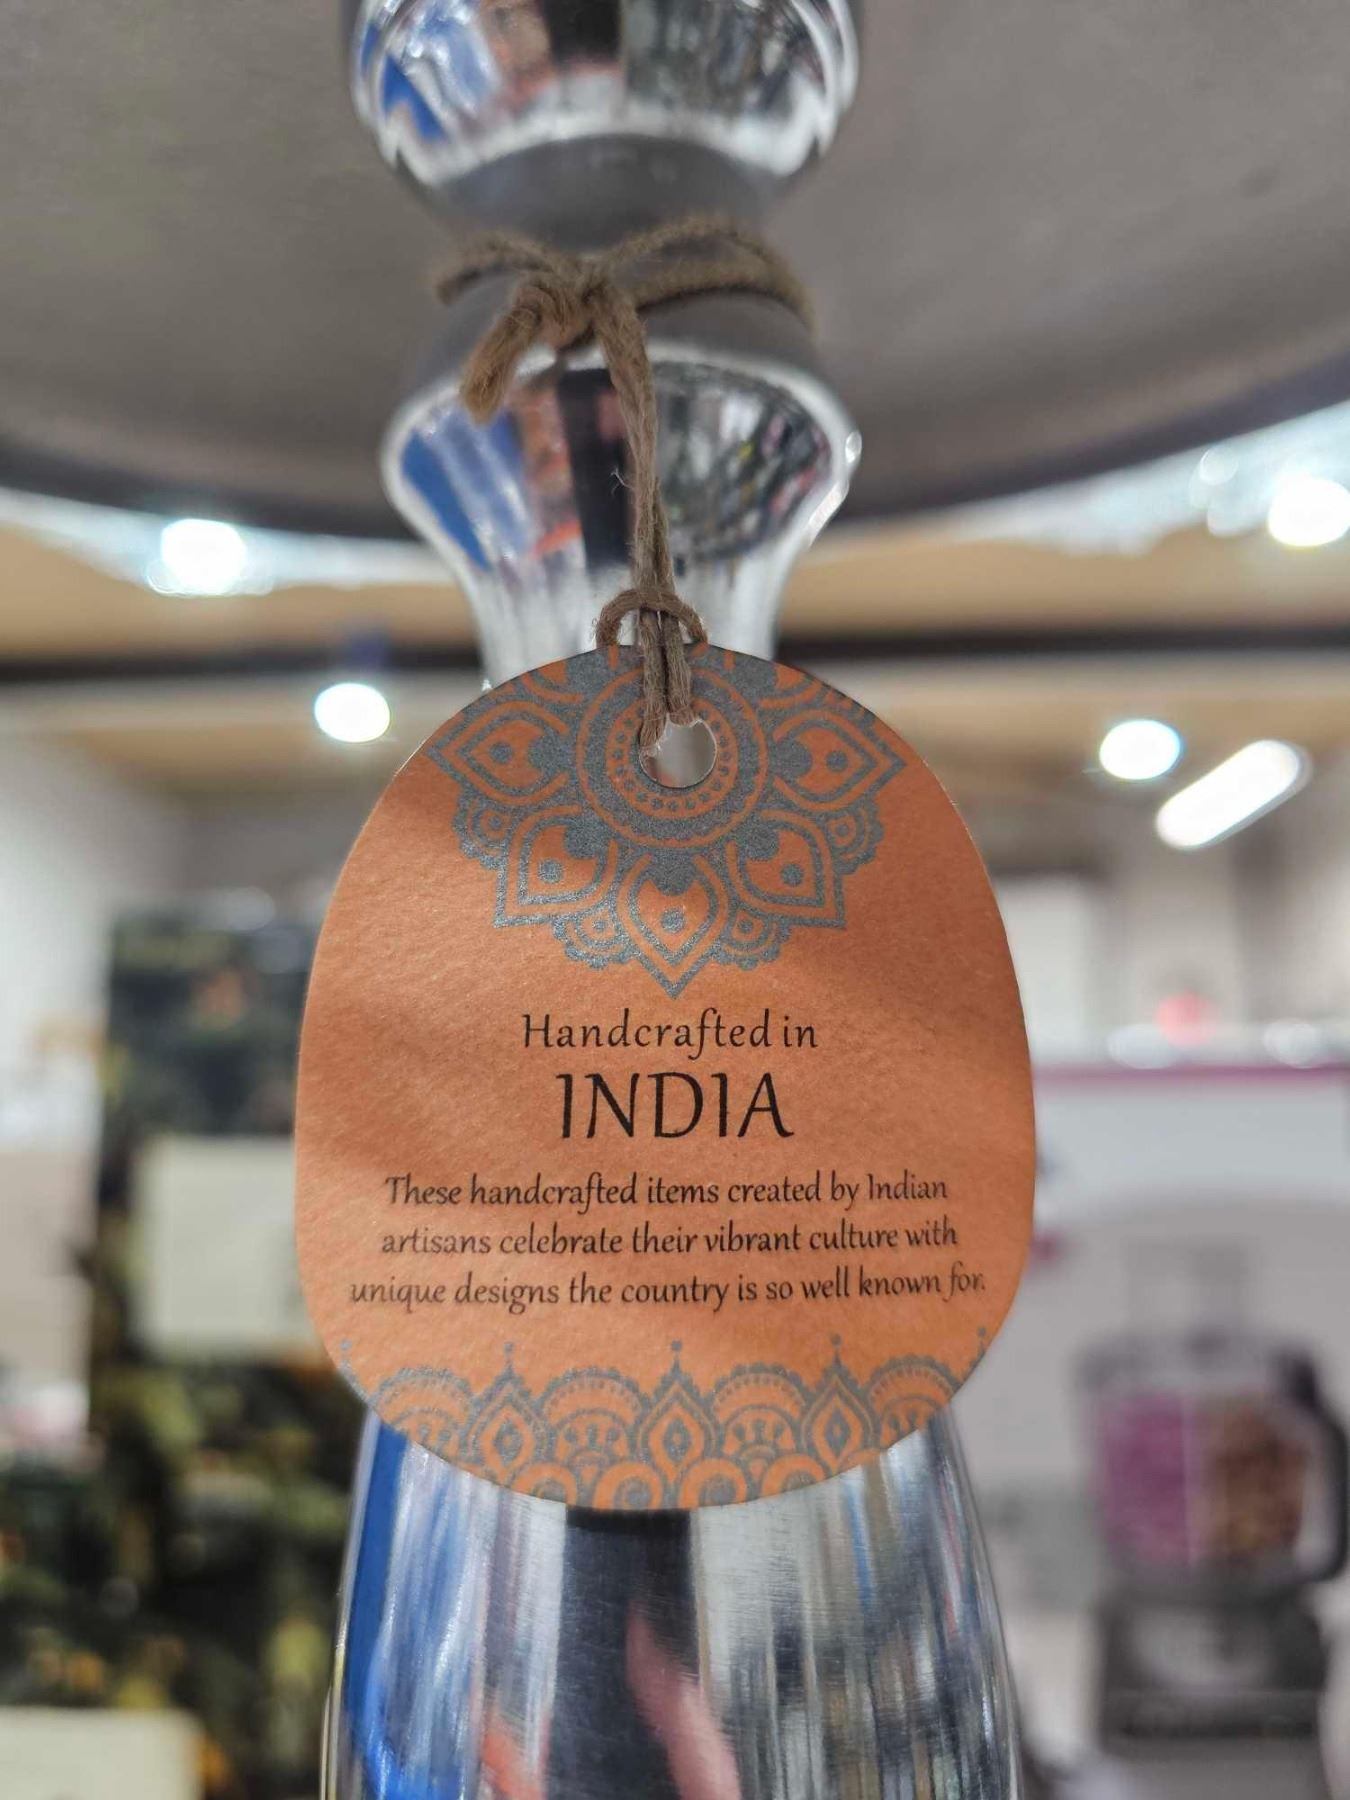 Handcrafted in
INDIA
These handcrafted items created by Indian
artisans celebrate their vibrant culture with
unique designs the country is so well known for.